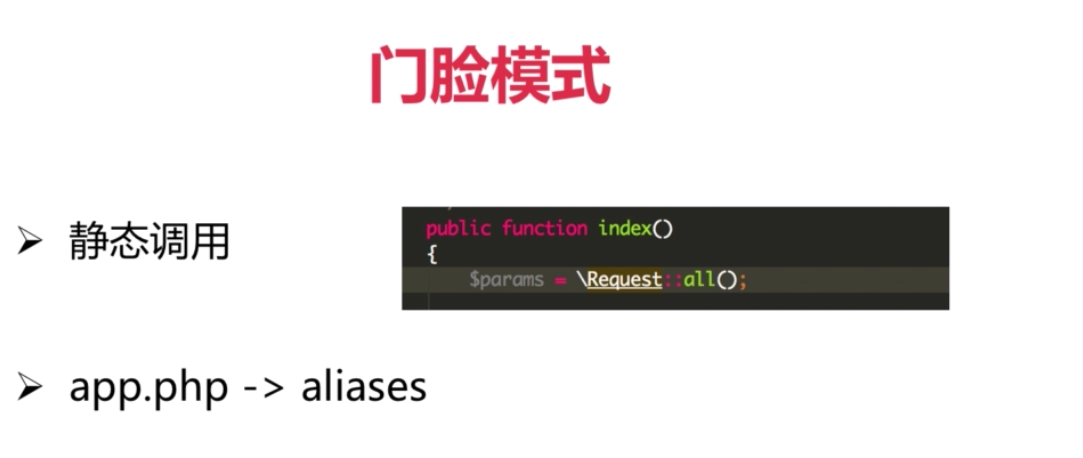 门脸模式
静态调用
public function index()
{
$params = \Request::all();
app.php -> aliases